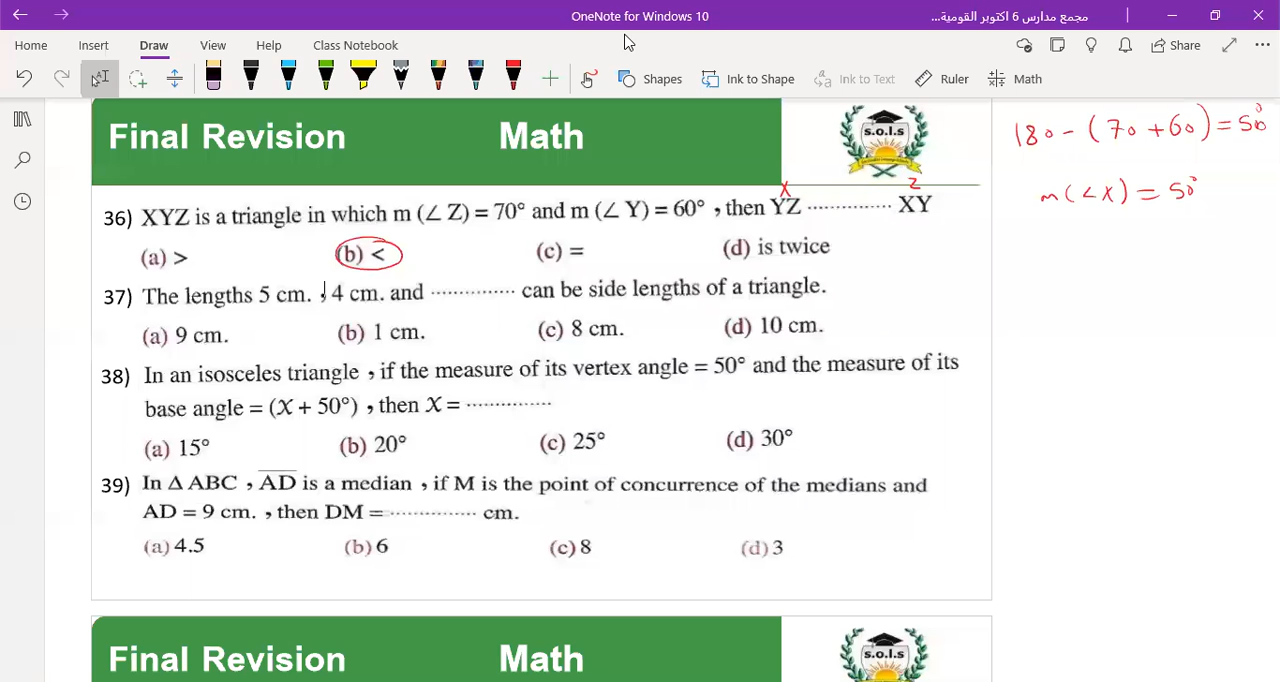 OneNote for Windows 10
مجمع مدارس 6 اكتوبر القومية...
Home Insert Draw View Help Class Notebook Share
Shapes Ink to Shape Ink to Text Ruler Math
Final Revision Math
s.o.l.s
180 - (70 + 60) = 50°
m(∠X) = 50°
X Z
36) XYZ is a triangle in which m (∠ Z) = 70° and m (∠ Y) = 60° , then YZ ·············· XY
(a) > (b) < (c) = (d) is twice
37) The lengths 5 cm. , 4 cm. and ·············· can be side lengths of a triangle.
(a) 9 cm. (b) 1 cm. (c) 8 cm. (d) 10 cm.
38) In an isosceles triangle , if the measure of its vertex angle = 50° and the measure of its
base angle = (X + 50°) , then X = ··············
(a) 15° (b) 20° (c) 25° (d) 30°
39) In Δ ABC , A͞D͞ is a median , if M is the point of concurrence of the medians and
AD = 9 cm. , then DM = ·············· cm.
(a) 4.5 (b) 6 (c) 8 (d) 3
Final Revision Math
s.o.l.s